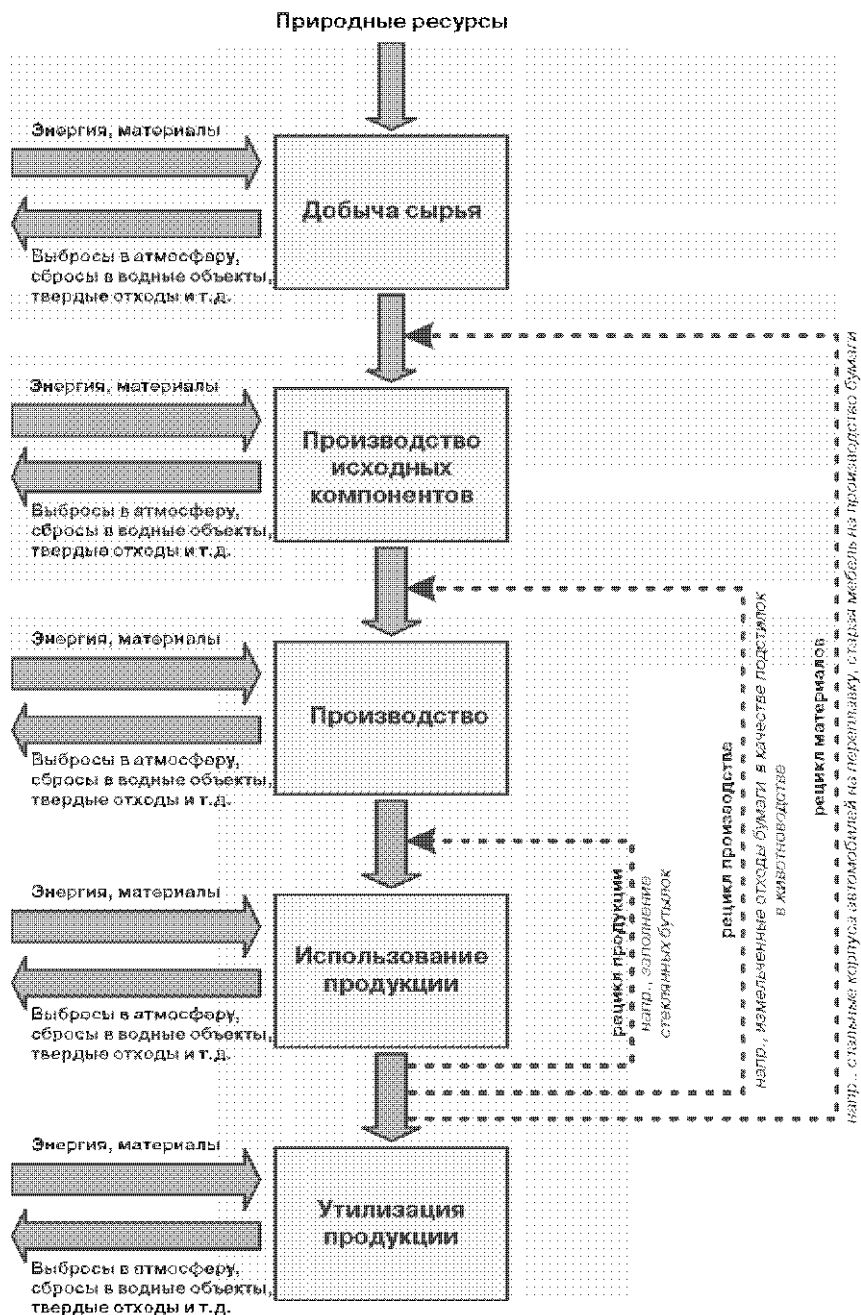 Природные ресурсы
Энергия, материалы
Добыча сырья
Выбросы в атмосферу,
сбросы в водные объекты,
твердые отходы и т.д.
Энергия, материалы
Производство
исходных
компонентов
Выбросы в атмосферу,
сбросы в водные объекты,
твердые отходы и т.д.
Энергия, материалы
Производство
Выбросы в атмосферу,
сбросы в водные объекты,
твердые отходы и т.д.
Энергия, материалы
Использование
продукции
Выбросы в атмосферу,
сбросы в водные объекты,
твердые отходы и т.д.
Энергия, материалы
Утилизация
продукции
Выбросы в атмосферу,
сбросы в водные объекты,
твердые отходы и т.д.
рецикл продукции
напр., заполнение
стеклянных бутылок
рецикл производства
напр., измельченные отходы бумаги в качестве подстилок
в животноводстве
рецикл материалов
напр., стальные корпуса автомобилей на переплавку, старая мебель на производство бумаги